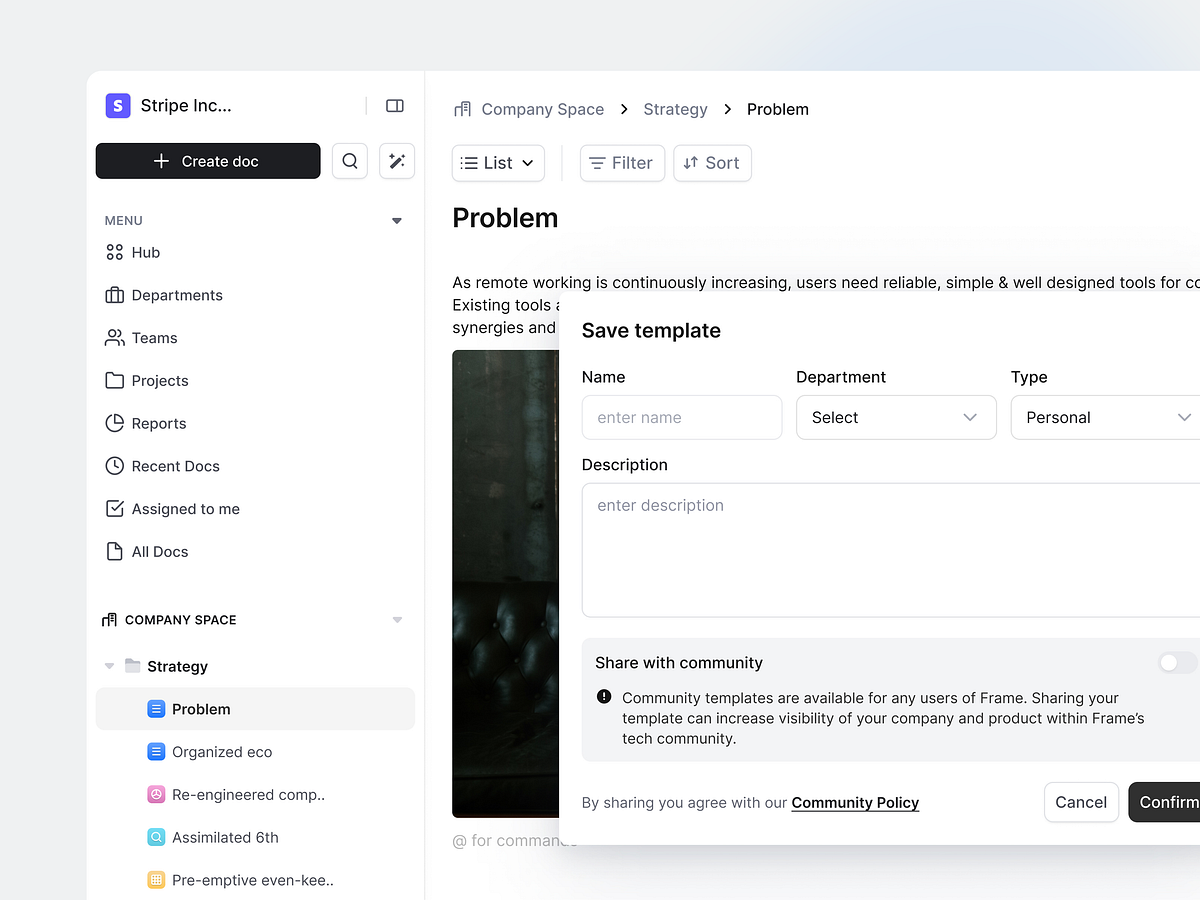 S Stripe Inc...
Create doc
MENU
Hub
Departments
Teams
Projects
Reports
Recent Docs
Assigned to me
All Docs
COMPANY SPACE
Strategy
Problem
Organized eco
Re-engineered comp..
Assimilated 6th
Pre-emptive even-kee..
Company Space > Strategy > Problem
List Filter Sort
Problem
As remote working is continuously increasing, users need reliable, simple & well designed tools for
Existing tools
synergies and
@ for command
Save template
Name Department Type
enter name Select Personal
Description
enter description
Share with community
Community templates are available for any users of Frame. Sharing your
template can increase visibility of your company and product within Frame’s
tech community.
By sharing you agree with our Community Policy Cancel Confirm